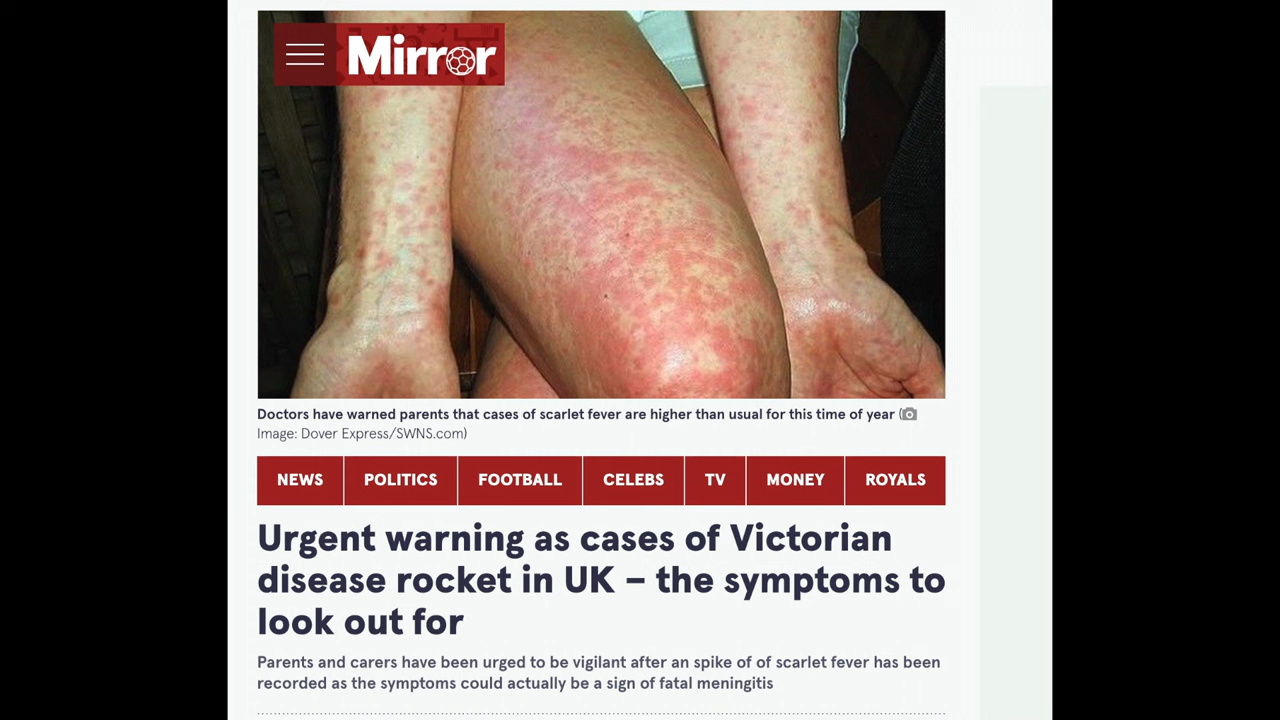 Mirror
Doctors have warned parents that cases of scarlet fever are higher than usual for this time of year (
Image: Dover Express/SWNS.com)
NEWS
POLITICS
FOOTBALL
CELEBS
TV
MONEY
ROYALS
Urgent warning as cases of Victorian
disease rocket in UK – the symptoms to
look out for
Parents and carers have been urged to be vigilant after an spike of of scarlet fever has been
recorded as the symptoms could actually be a sign of fatal meningitis